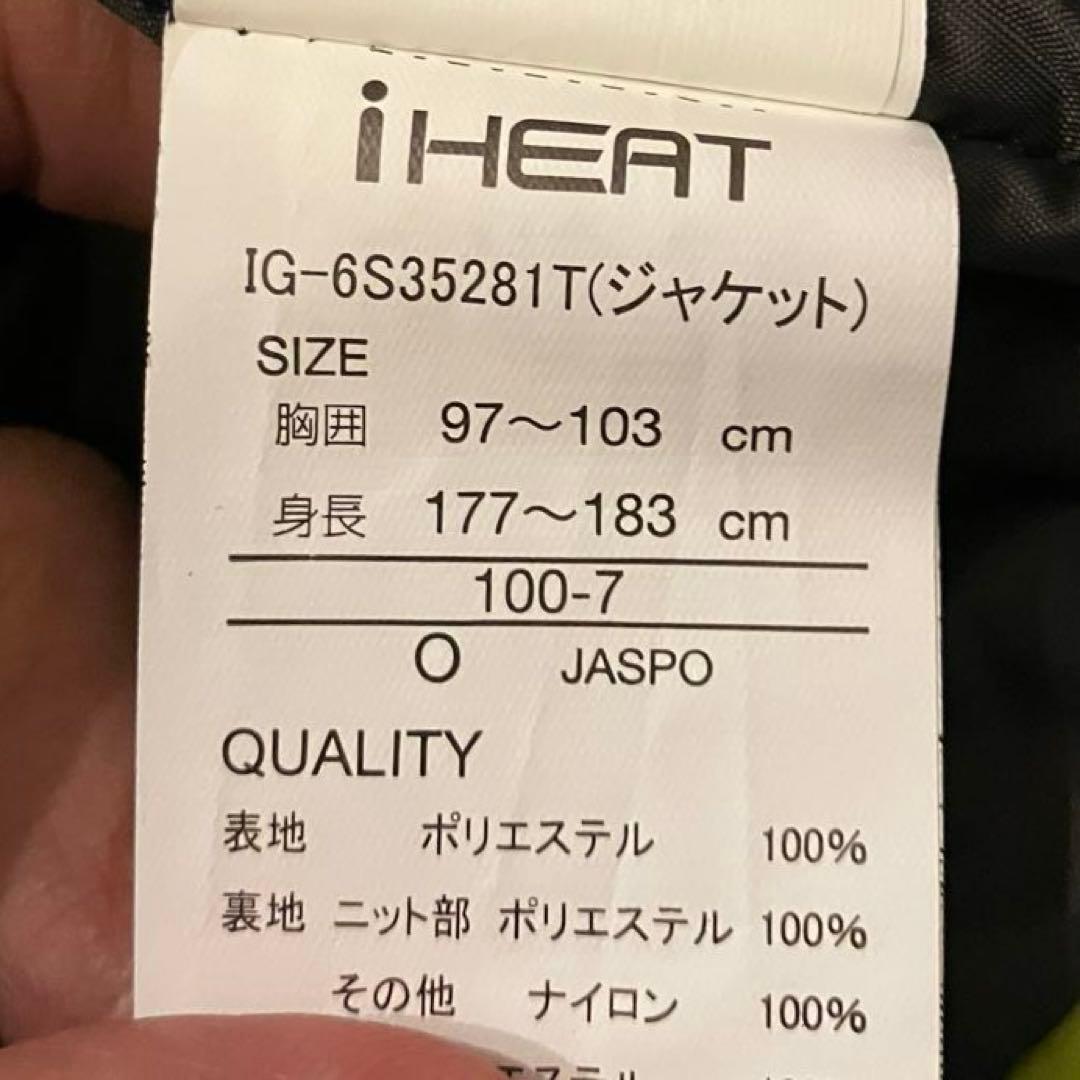 iHEAT
IG-6S35281T(ジャケット)
SIZE
胸囲 97～103 cm
身長 177～183 cm
100-7
O JASPO
QUALITY
表地 ポリエステル 100%
裏地 ニット部 ポリエステル 100%
その他 ナイロン 100%